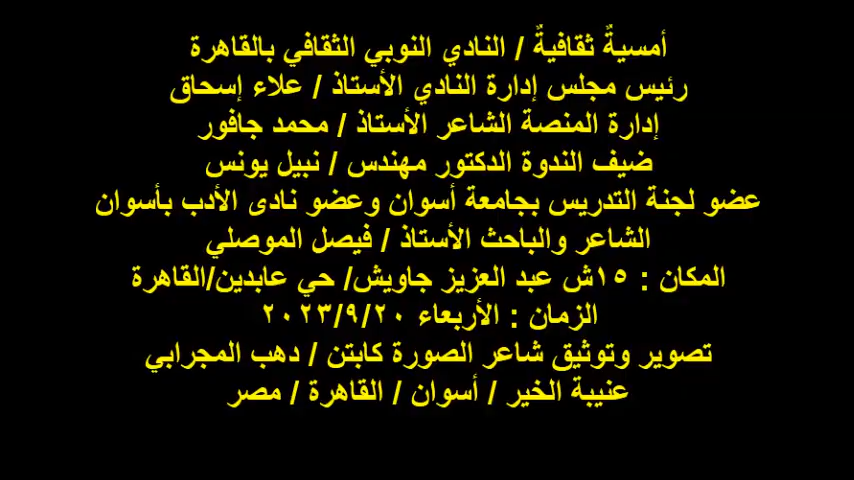 أمسيةٌ ثقافيةٌ / النادي النوبي الثقافي بالقاهرة
رئيس مجلس إدارة النادي الأستاذ / علاء إسحاق
إدارة المنصة الشاعر الأستاذ / محمد جافور
ضيف الندوة الدكتور مهندس / نبيل يونس
عضو لجنة التدريس بجامعة أسوان وعضو نادى الأدب بأسوان
الشاعر والباحث الأستاذ / فيصل الموصلي
المكان : ١٥ش عبد العزيز جاويش/ حي عابدين/القاهرة
الزمان : الأربعاء ٢٠٢٣/٩/٢٠
تصوير وتوثيق شاعر الصورة كابتن / دهب المجرابي
عنيبة الخير / أسوان / القاهرة / مصر